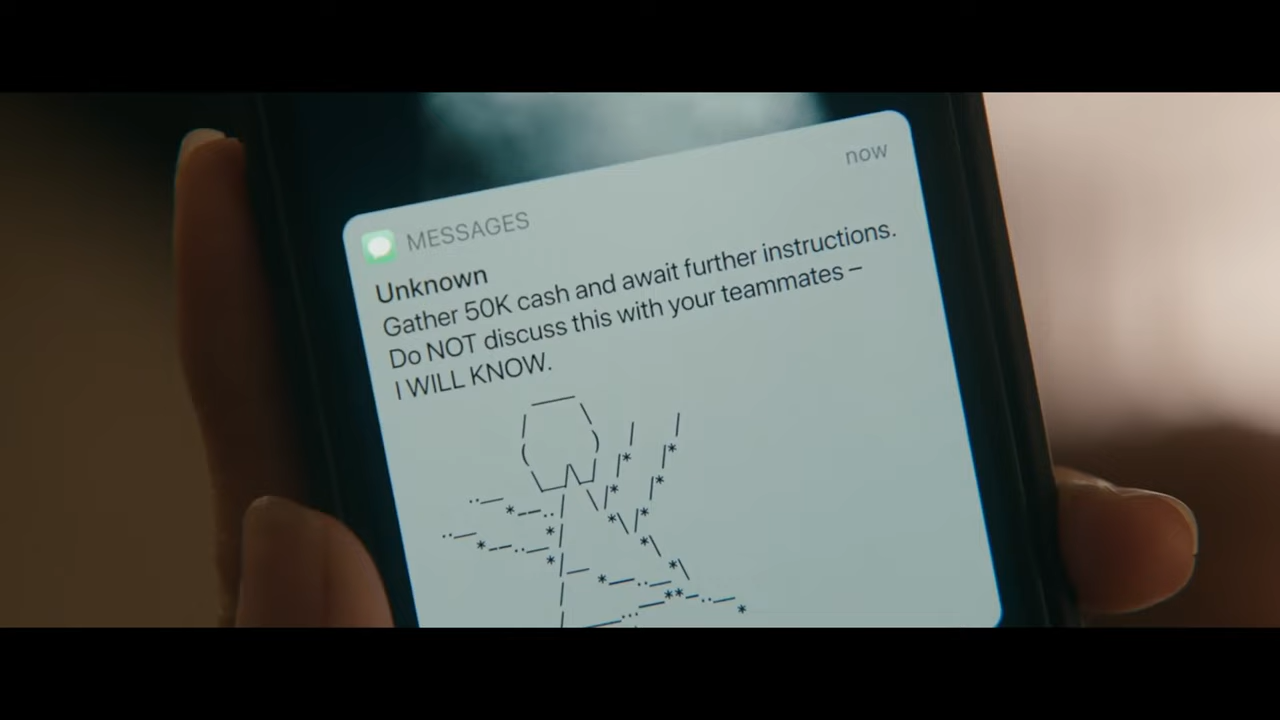 now
MESSAGES
Unknown
Gather 50K cash and await further instructions.
Do NOT discuss this with your teammates –
I WILL KNOW.